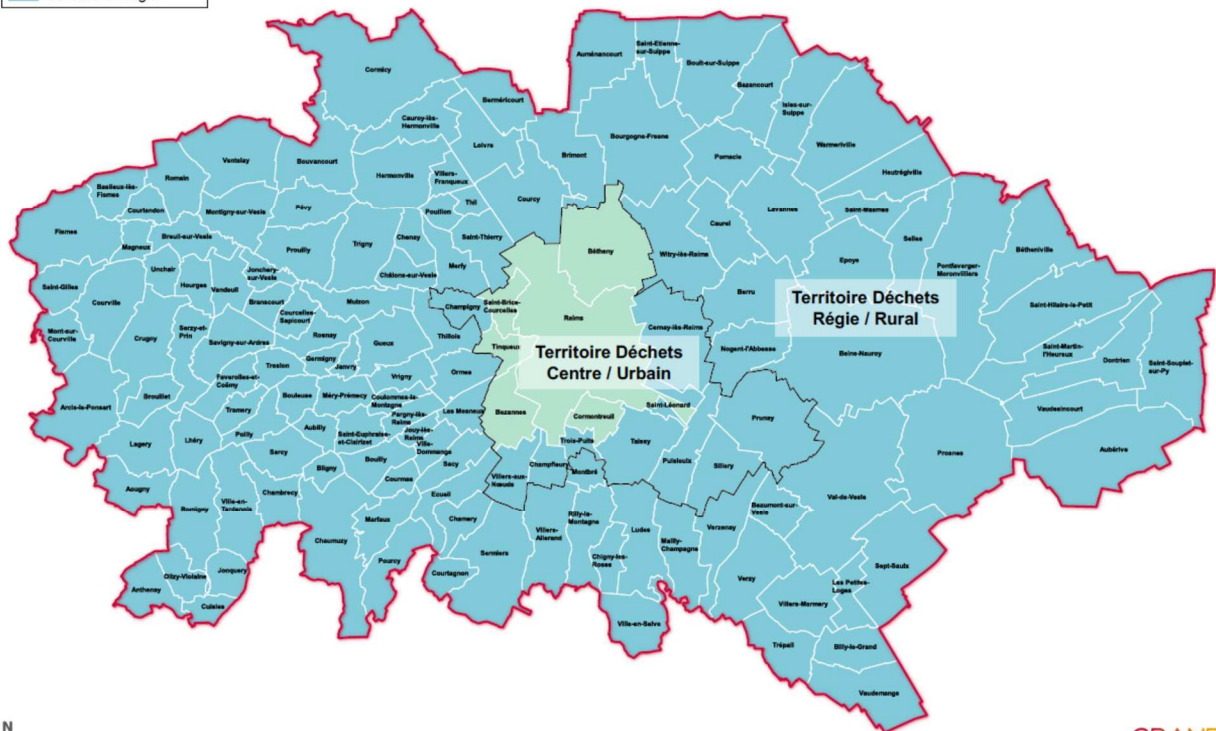 Cormécy
Auménancourt
Saint-Etienne-
sur-Suippe
Boult-sur-Suippe
Bazancourt
Isles-sur-
Suippe
Warmeriville
Heutrégiville
Berméricourt
Cauroy-lès-
Hermonville
Loivre
Brimont
Bourgogne-Fresne
Pomacle
Lavannes
Saint-Masmes
Selles
Ventelay
Bouvancourt
Hermonville
Villers-
Franqueux
Romain
Baslieux-lès-
Fismes
Courlandon
Montigny-sur-Vesle
Pévy
Pouillon
Thil
Courcy
Caurel
Fismes
Magneux
Breuil-sur-Vesle
Prouilly
Trigny
Chenay
Saint-Thierry
Bétheny
Witry-lès-Reims
Epoye
Pontfaverger-
Moronvilliers
Bétheniville
Merfy
Châlons-sur-Vesle
Unchair
Hourges
Vandeuil
Jonchery-
sur-Vesle
Branscourt
Courcelles-
Sapicourt
Muizon
Saint-Gilles
Courville
Mont-sur-
Courville
Crugny
Serzy-et-
Prin
Savigny-sur-Ardres
Rosnay
Gueux
Thillois
Champigny
Saint-Brice-
Courcelles
Reims
Cernay-lès-Reims
Berru
Nogent-l'Abbesse
Territoire Déchets
Régie / Rural
Beine-Nauroy
Saint-Hilaire-le-Petit
Saint-Martin-
l'Heureux
Dontrien
Saint-Souplet-
sur-Py
Vaudesincourt
Aubérive
Prosnes
Tinqueux
Territoire Déchets
Centre / Urbain
Treslon
Germigny
Janvry
Vrigny
Ormes
Faverolles-et-
Coëmy
Bouleuse
Méry-Prémecy
Coulommes-la-
Montagne
Pargny-lès-
Reims
Les Mesneux
Bezannes
Cormontreuil
Saint-Léonard
Prunay
Arcis-le-Ponsart
Brouillet
Tramery
Aubilly
Saint-Euphraise-
et-Clairizet
Jouy-lès-
Reims
Ville-
Dommange
Trois-Puits
Taissy
Puisieulx
Sillery
Lagery
Lhéry
Poilly
Sarcy
Bligny
Bouilly
Sacy
Courmas
Villers-aux-
Nœuds
Champfleury
Montbré
Aougny
Romigny
Ville-en-
Tardenois
Chambrecy
Ecueil
Chamery
Marfaux
Chaumuzy
Pourcy
Sermiers
Villers-
Allerand
Rilly-la-
Montagne
Ludes
Mailly-
Champagne
Verzenay
Beaumont-sur-
Vesle
Val-de-Vesle
Anthenay
Olizy-Violaine
Jonquery
Cuisles
Courtagnon
Chigny-les-
Roses
Ville-en-Selve
Verzy
Villers-Marmery
Les Petites-
Loges
Sept-Saulx
Trépail
Billy-le-Grand
Vaudemange
N